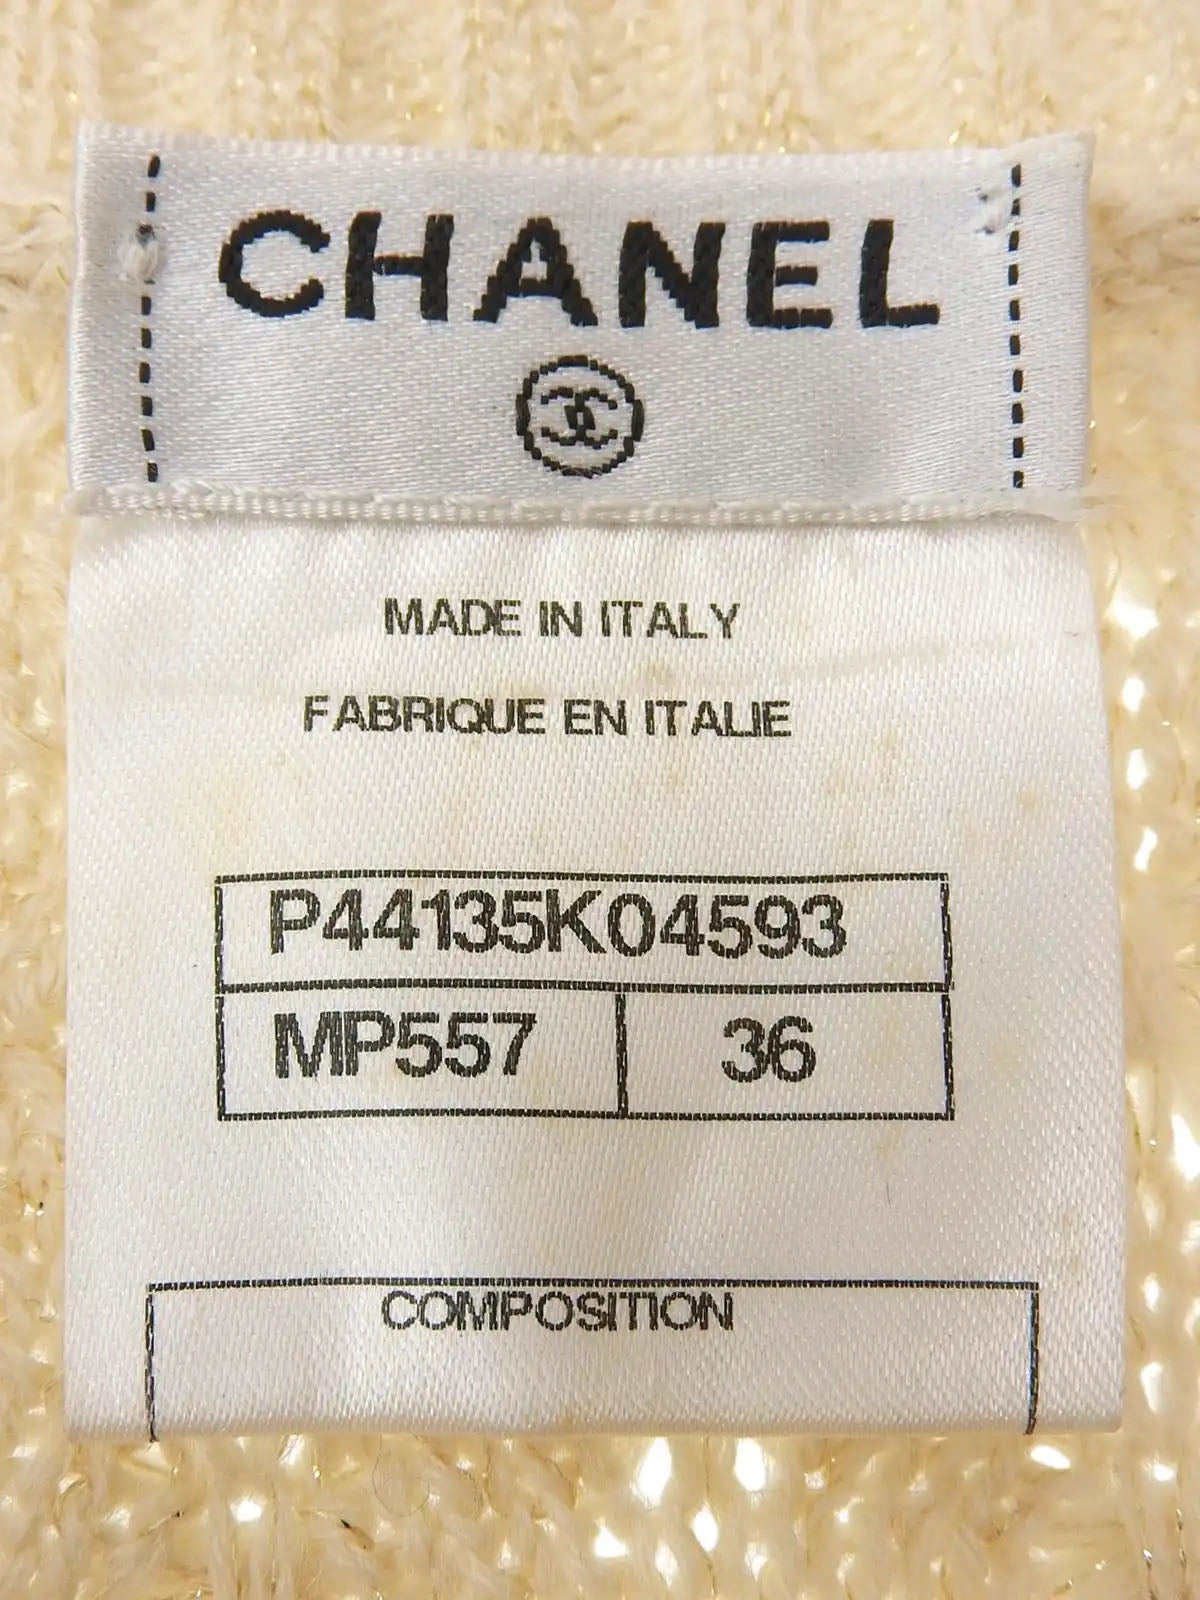 CHANEL
MADE IN ITALY
FABRIQUE EN ITALIE
P44135K04593
MP557 36
COMPOSITION